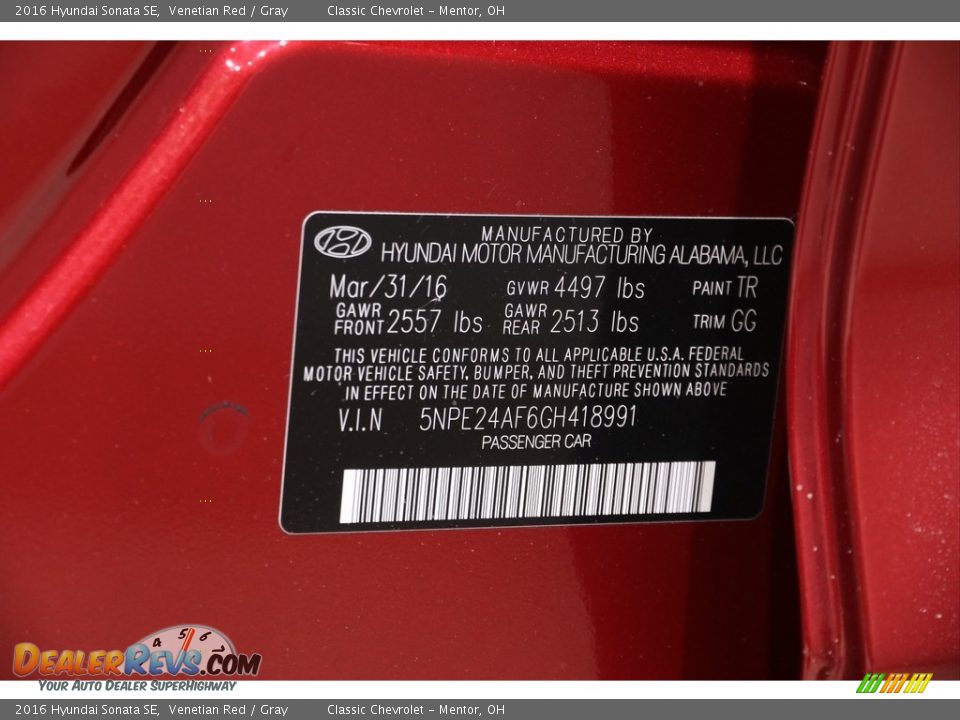 2016 Hyundai Sonata SE, Venetian Red / Gray Classic Chevrolet - Mentor, OH
MANUFACTURED BY
HYUNDAI MOTOR MANUFACTURING ALABAMA, LLC
Mar/31/16 GVWR 4497 lbs PAINT TR
GAWR FRONT 2557 lbs GAWR REAR 2513 lbs TRIM GG
THIS VEHICLE CONFORMS TO ALL APPLICABLE U.S.A. FEDERAL
MOTOR VEHICLE SAFETY, BUMPER, AND THEFT PREVENTION STANDARDS
IN EFFECT ON THE DATE OF MANUFACTURE SHOWN ABOVE
V.I.N 5NPE24AF6GH418991
PASSENGER CAR
4 5 6 7
DEALERREVS.COM
YOUR AUTO DEALER SUPERHIGHWAY
2016 Hyundai Sonata SE, Venetian Red / Gray Classic Chevrolet - Mentor, OH